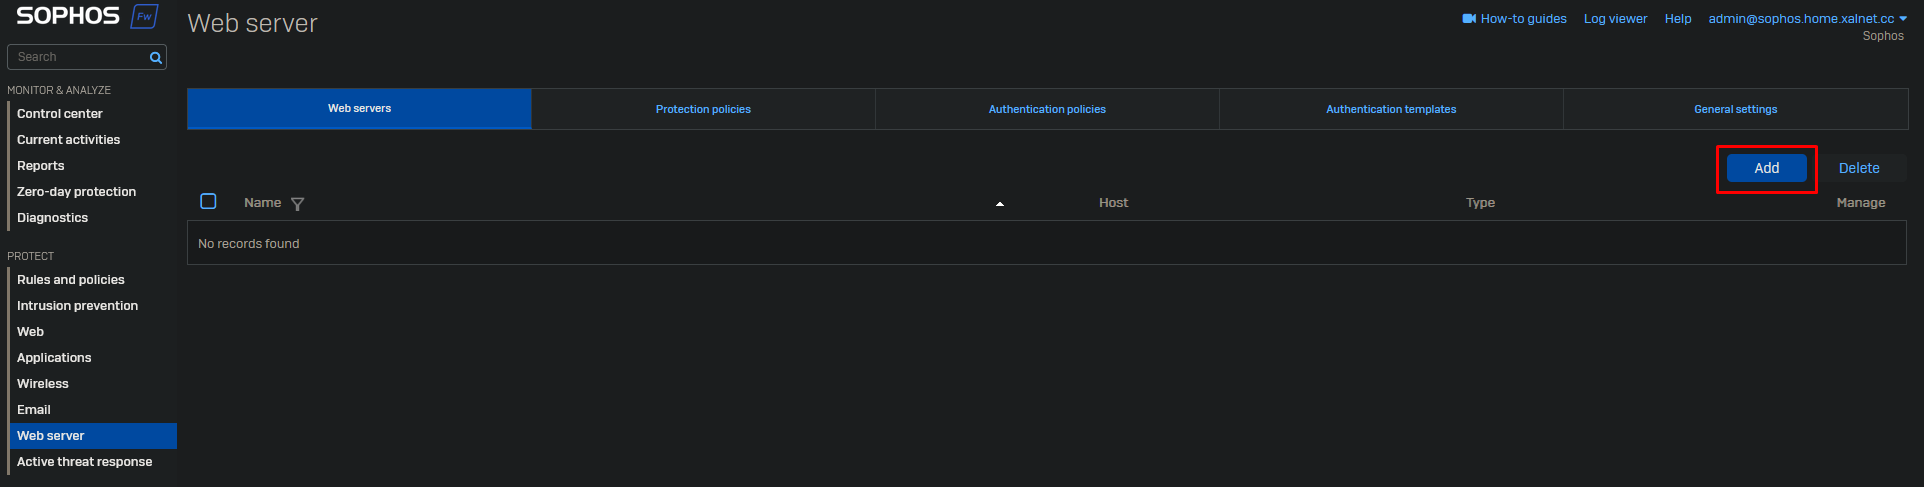 SOPHOS Fw
Web server
How-to guides Log viewer Help admin@sophos.home.xalnet.cc
Sophos
Search
MONITOR & ANALYZE
Control center
Current activities
Reports
Zero-day protection
Diagnostics
PROTECT
Rules and policies
Intrusion prevention
Web
Applications
Wireless
Email
Web server
Active threat response
Web servers Protection policies Authentication policies Authentication templates General settings
Add Delete
Name Host Type Manage
No records found